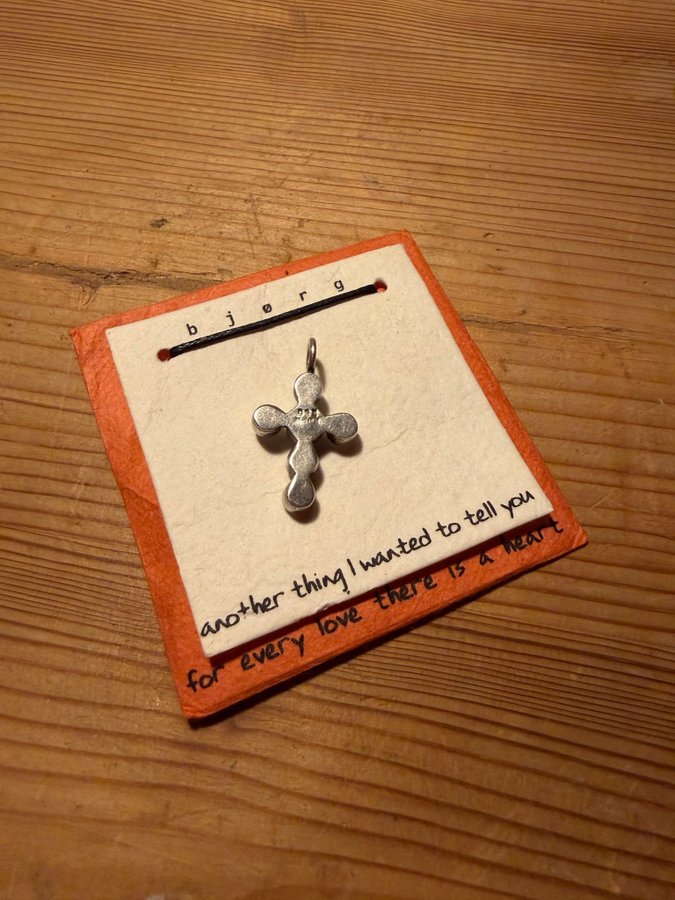 b j ø r g
another thing I wanted to tell you
for every love there is a heart